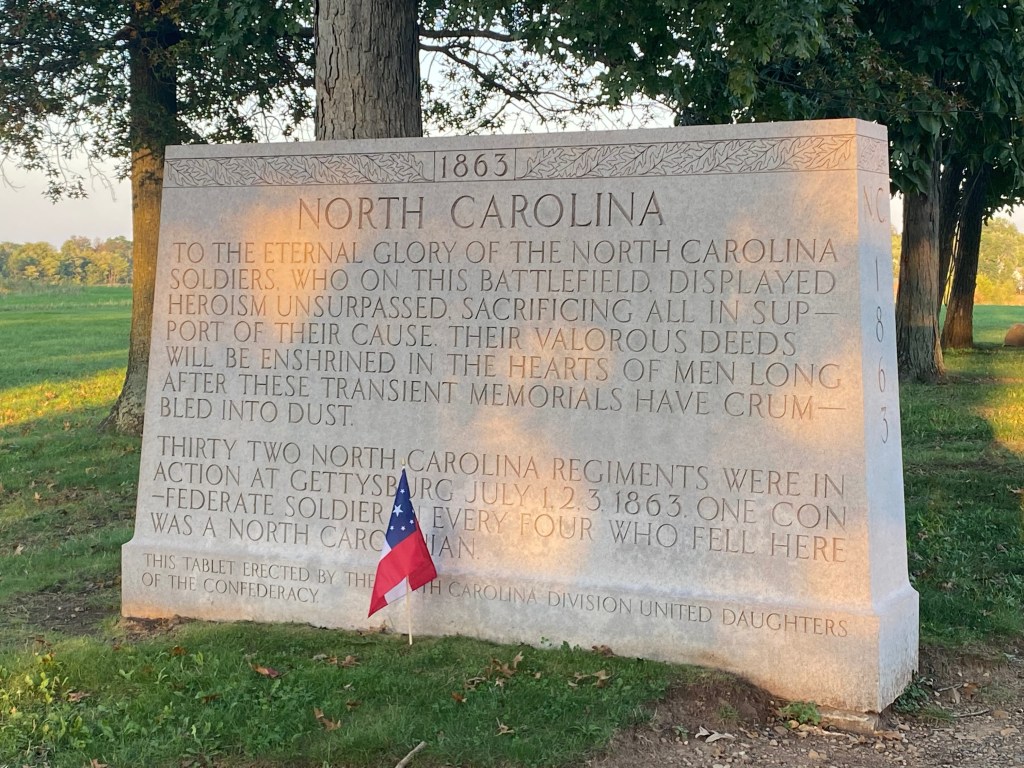 1863
NORTH CAROLINA
TO THE ETERNAL GLORY OF THE NORTH CAROLINA
SOLDIERS, WHO ON THIS BATTLEFIELD, DISPLAYED
HEROISM UNSURPASSED, SACRIFICING ALL IN SUP—
PORT OF THEIR CAUSE. THEIR VALOROUS DEEDS
WILL BE ENSHRINED IN THE HEARTS OF MEN LONG
AFTER THESE TRANSIENT MEMORIALS HAVE CRUM—
BLED INTO DUST.
THIRTY TWO NORTH CAROLINA REGIMENTS WERE IN
ACTION AT GETTYSBURG JULY 1, 2, 3, 1863. ONE CON
—FEDERATE SOLDIER IN EVERY FOUR WHO FELL HERE
WAS A NORTH CARO IAN.
THIS TABLET ERECTED BY THE TH CAROLINA DIVISION UNITED DAUGHTERS
OF THE CONFEDERACY.
NC
1
8
6
3